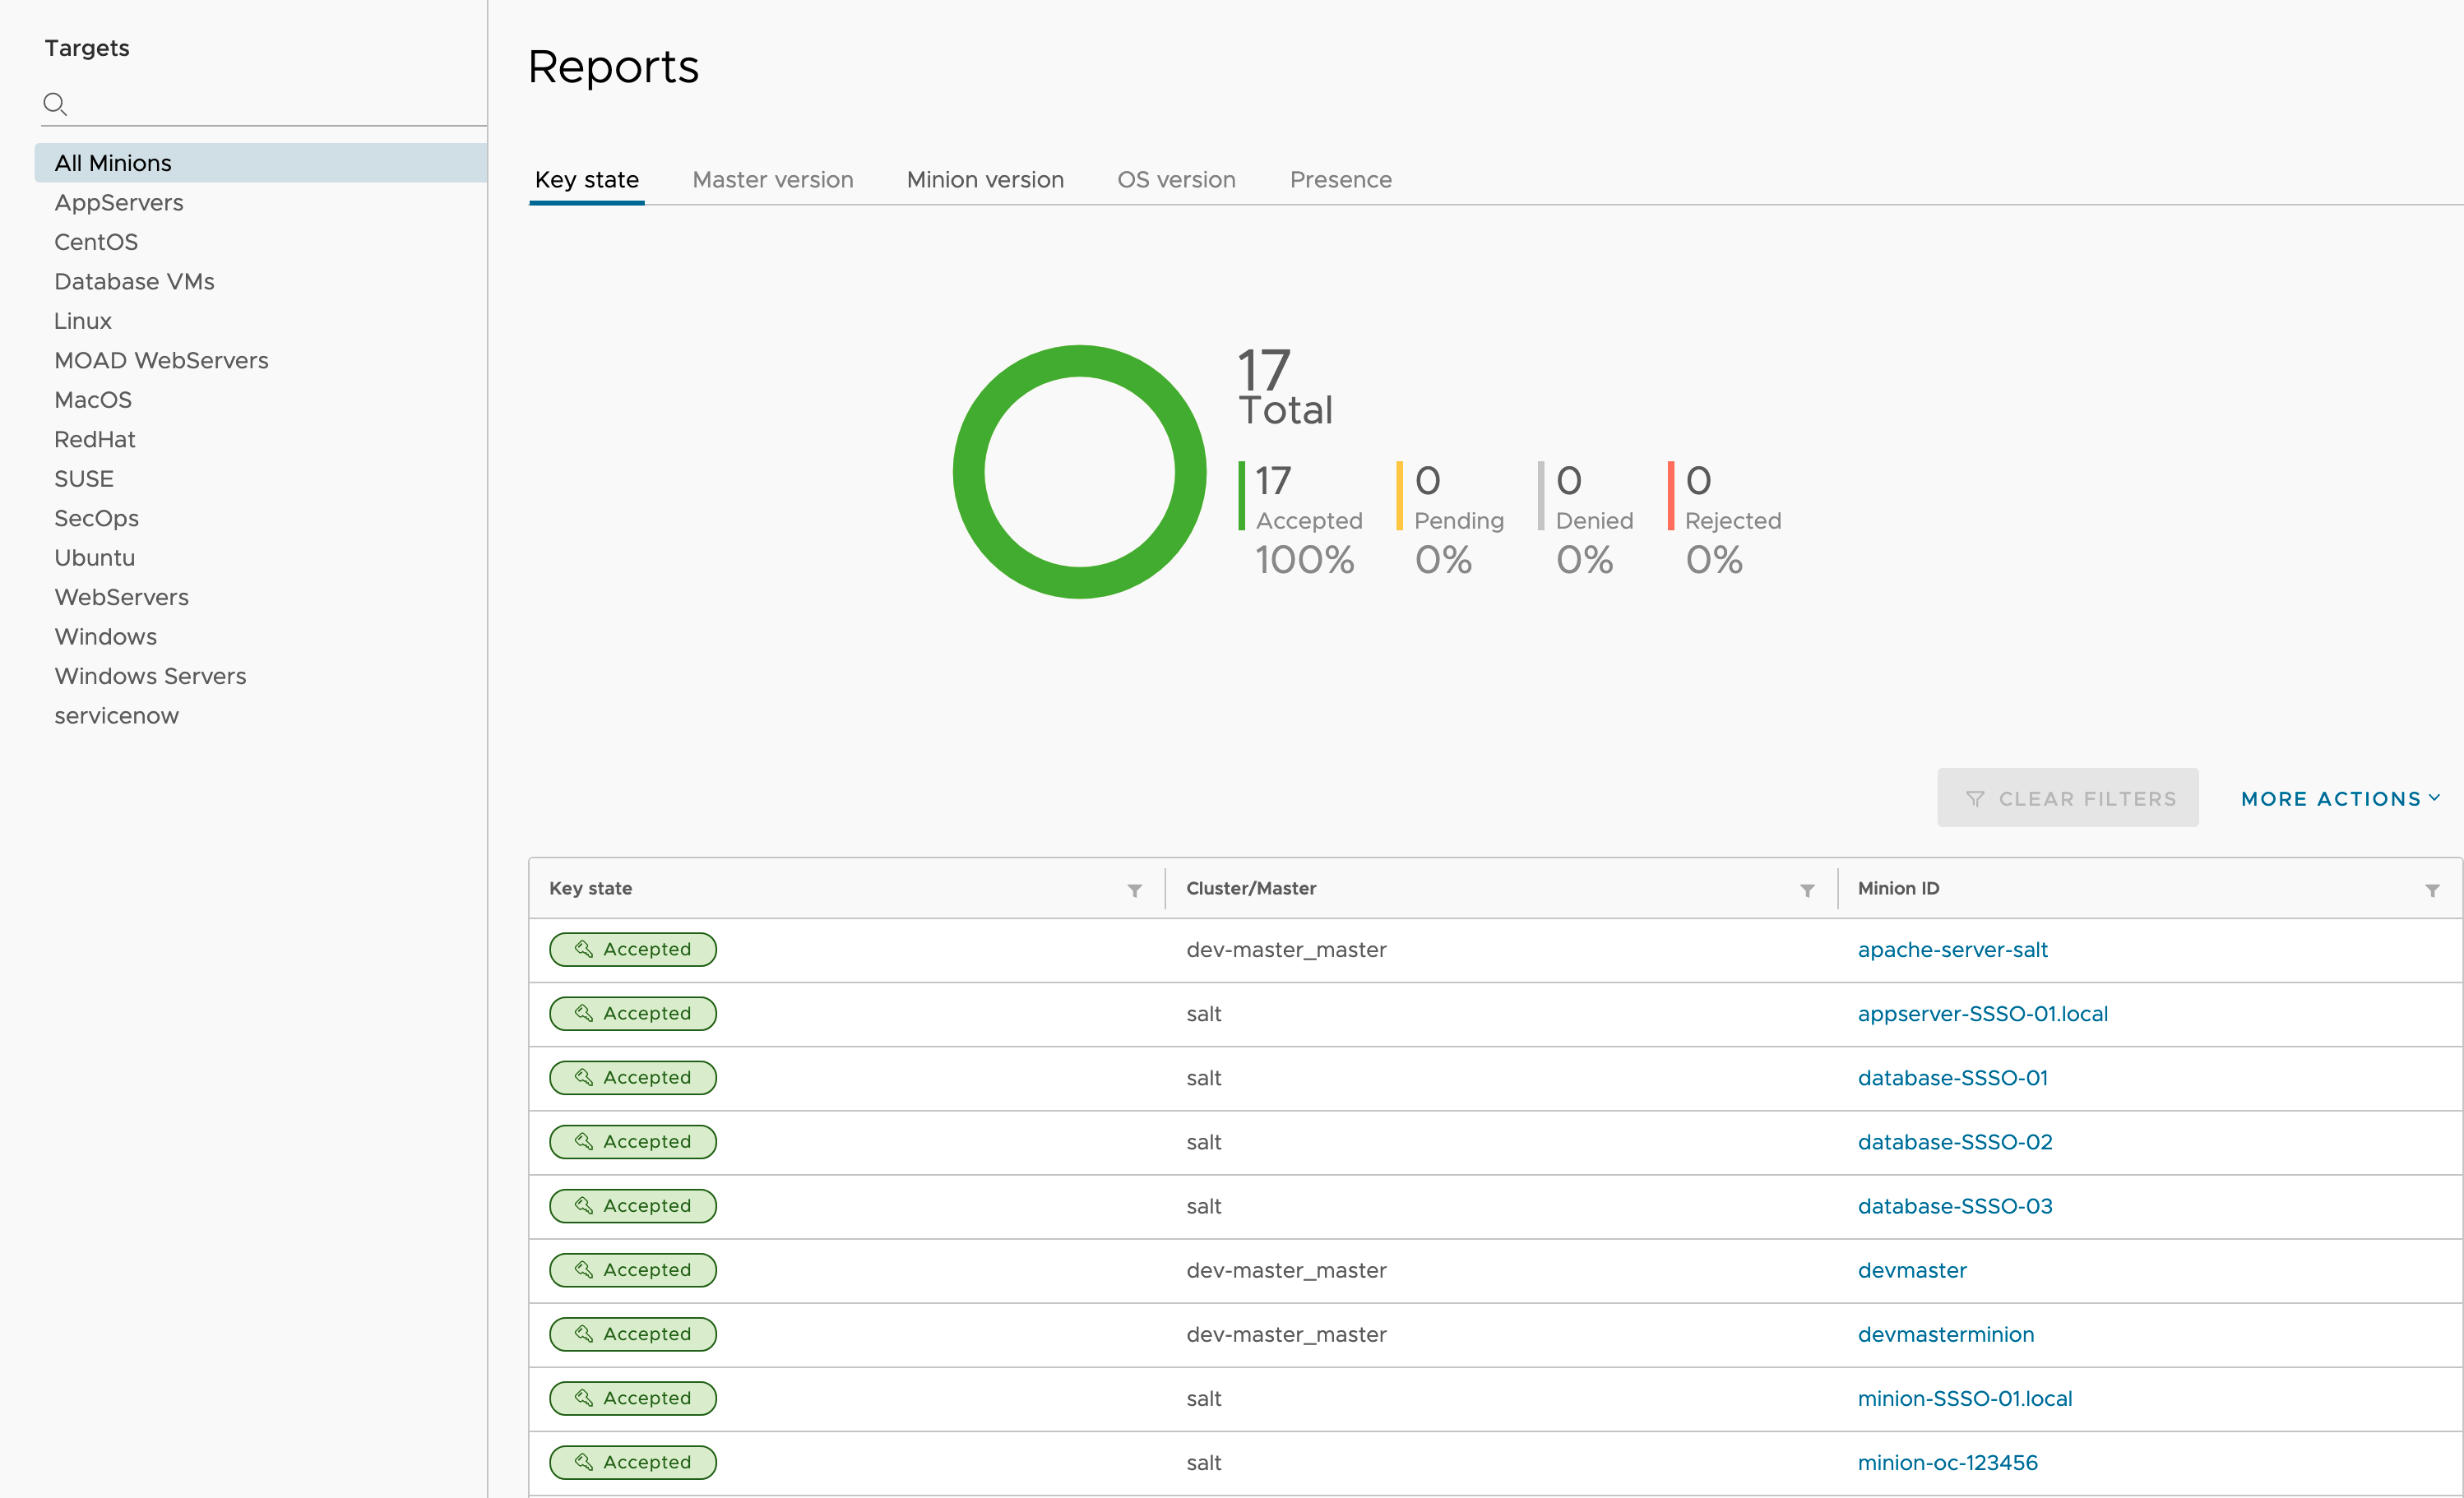 Targets
All Minions
AppServers
CentOS
Database VMs
Linux
MOAD WebServers
MacOS
RedHat
SUSE
SecOps
Ubuntu
WebServers
Windows
Windows Servers
servicenow
Reports
Key state Master version Minion version OS version Presence
17
Total
17 0 0 0
Accepted Pending Denied Rejected
100% 0% 0% 0%
CLEAR FILTERS MORE ACTIONS
Key state Cluster/Master Minion ID
Accepted dev-master_master apache-server-salt
Accepted salt appserver-SSSO-01.local
Accepted salt database-SSSO-01
Accepted salt database-SSSO-02
Accepted salt database-SSSO-03
Accepted dev-master_master devmaster
Accepted dev-master_master devmasterminion
Accepted salt minion-SSSO-01.local
Accepted salt minion-oc-123456